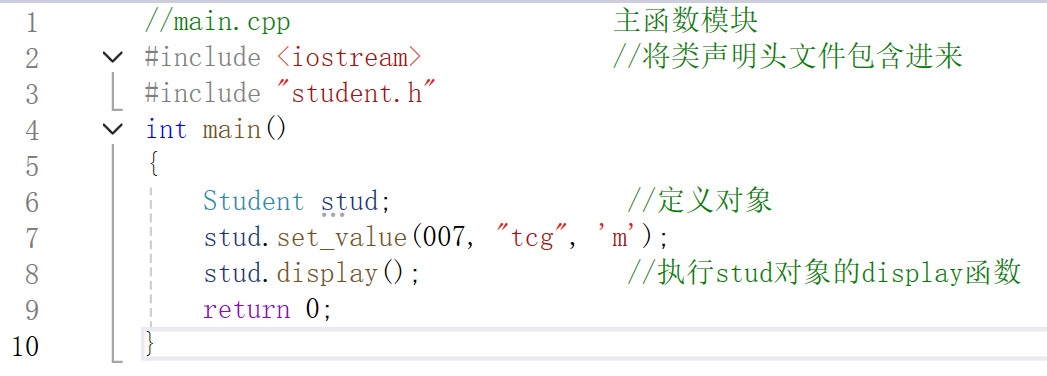 1 //main.cpp 主函数模块
2 #include <iostream> //将类声明头文件包含进来
3 #include "student.h"
4 int main()
5 {
6 Student stud; //定义对象
7 stud.set_value(007, "tcg", 'm');
8 stud.display(); //执行stud对象的display函数
9 return 0;
10 }